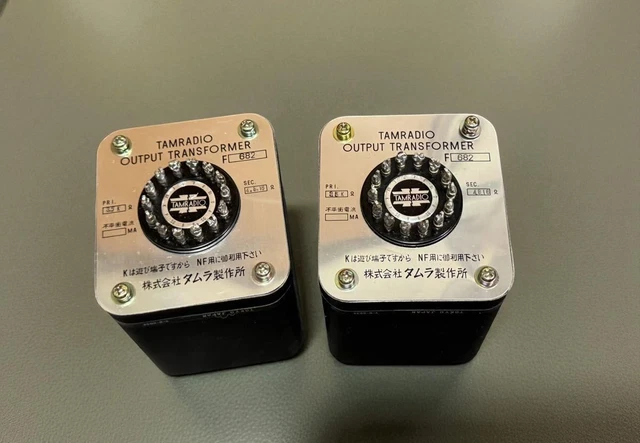 TAMRADIO
OUTPUT TRANSFORMER
F 682
PRI.
Ω
SEC.
Ω
不平衡電流
MA
TAMRADIO
Kは遊び端子ですから NF用に御利用下さい
株式会社 タムラ製作所
TAMRADIO
OUTPUT TRANSFORMER
F 682
PRI.
Ω
SEC.
Ω
不平衡電流
MA
TAMRADIO
Kは遊び端子ですから NF用に御利用下さい
株式会社 タムラ製作所